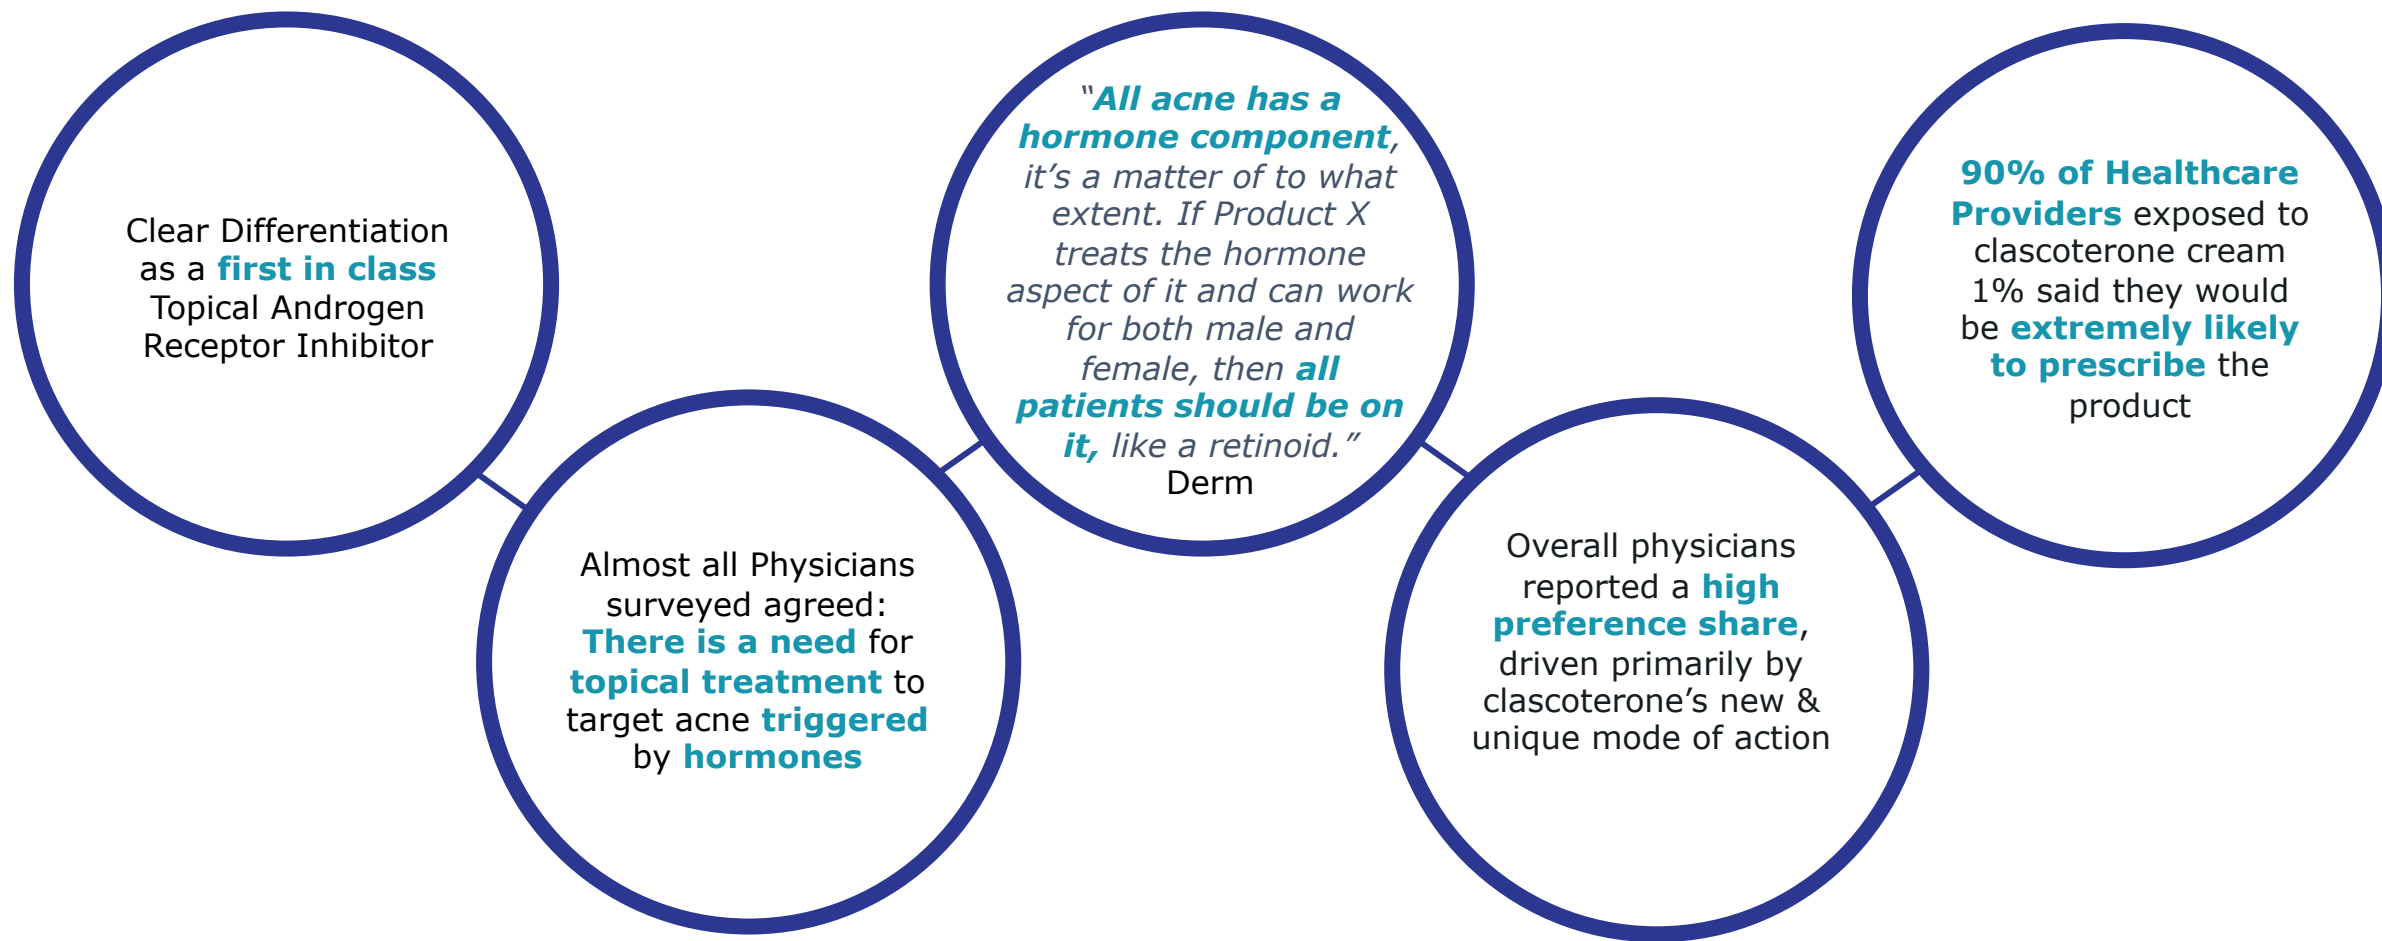 Clear Differentiation
as a first in class
Topical Androgen
Receptor Inhibitor
Almost all Physicians
surveyed agreed:
There is a need for
topical treatment to
target acne triggered
by hormones
“All acne has a
hormone component,
it’s a matter of to what
extent. If Product X
treats the hormone
aspect of it and can work
for both male and
female, then all
patients should be on
it, like a retinoid.”
Derm
Overall physicians
reported a high
preference share,
driven primarily by
clascoterone’s new &
unique mode of action
90% of Healthcare
Providers exposed to
clascoterone cream
1% said they would
be extremely likely
to prescribe the
product